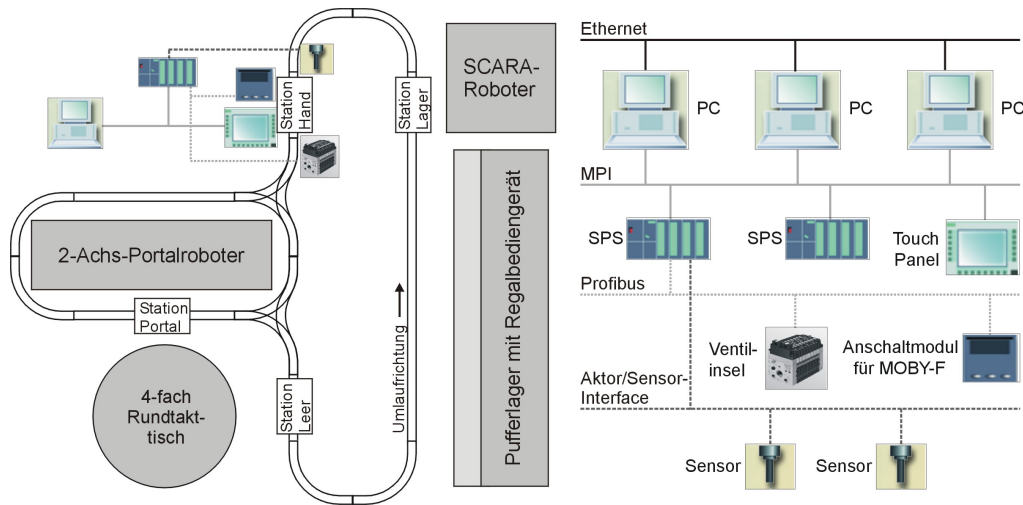 Station
Hand
Station
Lager
SCARA-
Roboter
2-Achs-Portalroboter
Station
Portal
4-fach
Rundtakt-
tisch
Station
Leer
Umlaufrichtung
Pufferlager mit Regalbediengerät
Ethernet
PC
PC
PC
MPI
SPS
SPS
Touch
Panel
Profibus
Ventil-
insel
Anschaltmodul
für MOBY-F
Aktor/Sensor-
Interface
Sensor
Sensor